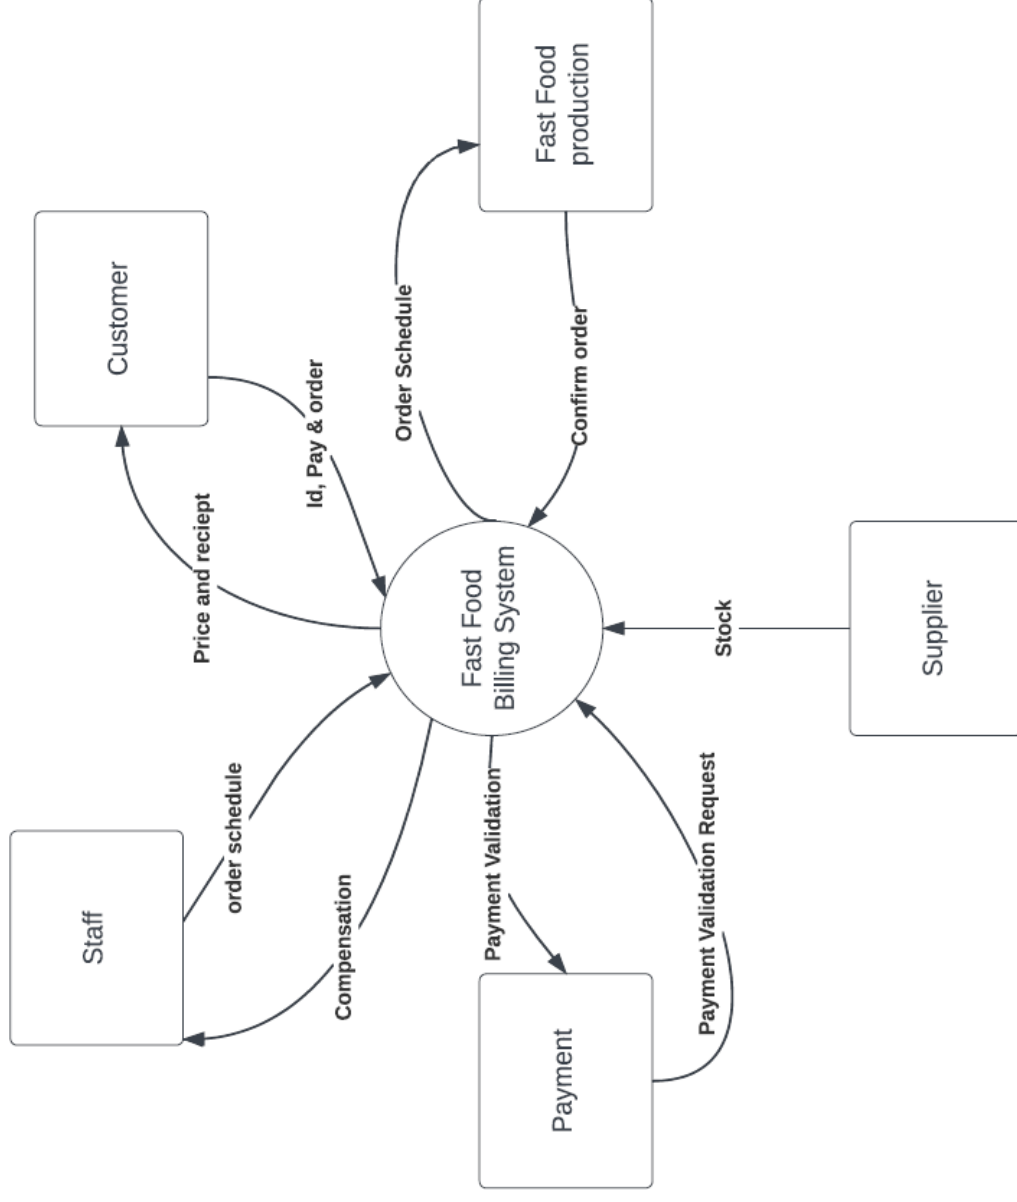 Staff
Customer
order schedule
Price and reciept
Id, Pay & order
Compensation
Order Schedule
Payment Validation
Fast Food
Billing System
Fast Food
production
Confirm order
Payment
Payment Validation Request
Stock
Supplier